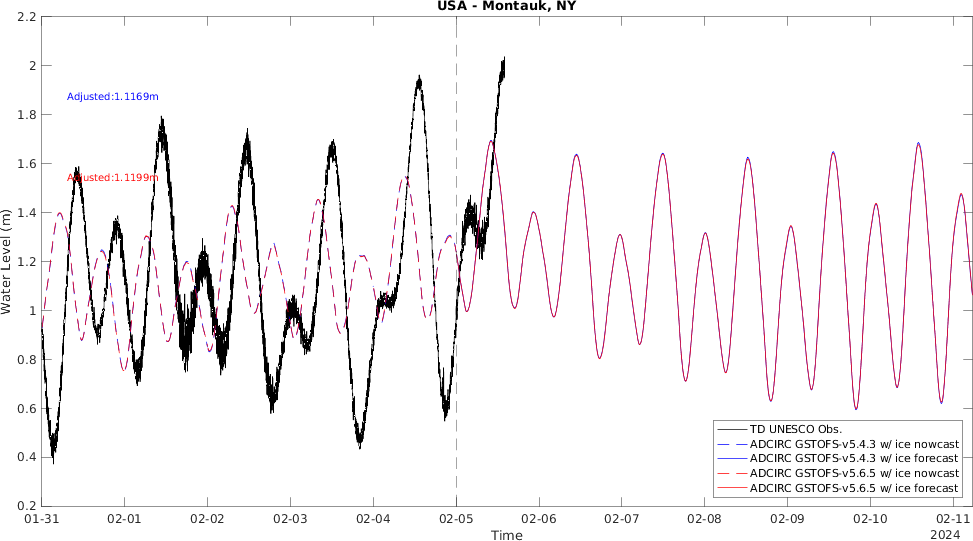 USA - Montauk, NY
2.2
2
1.8
1.6
1.4
1.2
1
0.8
0.6
0.4
0.2
Water Level (m)
Adjusted:1.1169m
Adjusted:1.1199m
TD UNESCO Obs.
ADCIRC GSTOFS-v5.4.3 w/ ice nowcast
ADCIRC GSTOFS-v5.4.3 w/ ice forecast
ADCIRC GSTOFS-v5.6.5 w/ ice nowcast
ADCIRC GSTOFS-v5.6.5 w/ ice forecast
01-31 02-01 02-02 02-03 02-04 02-05 02-06 02-07 02-08 02-09 02-10 02-11
Time
2024